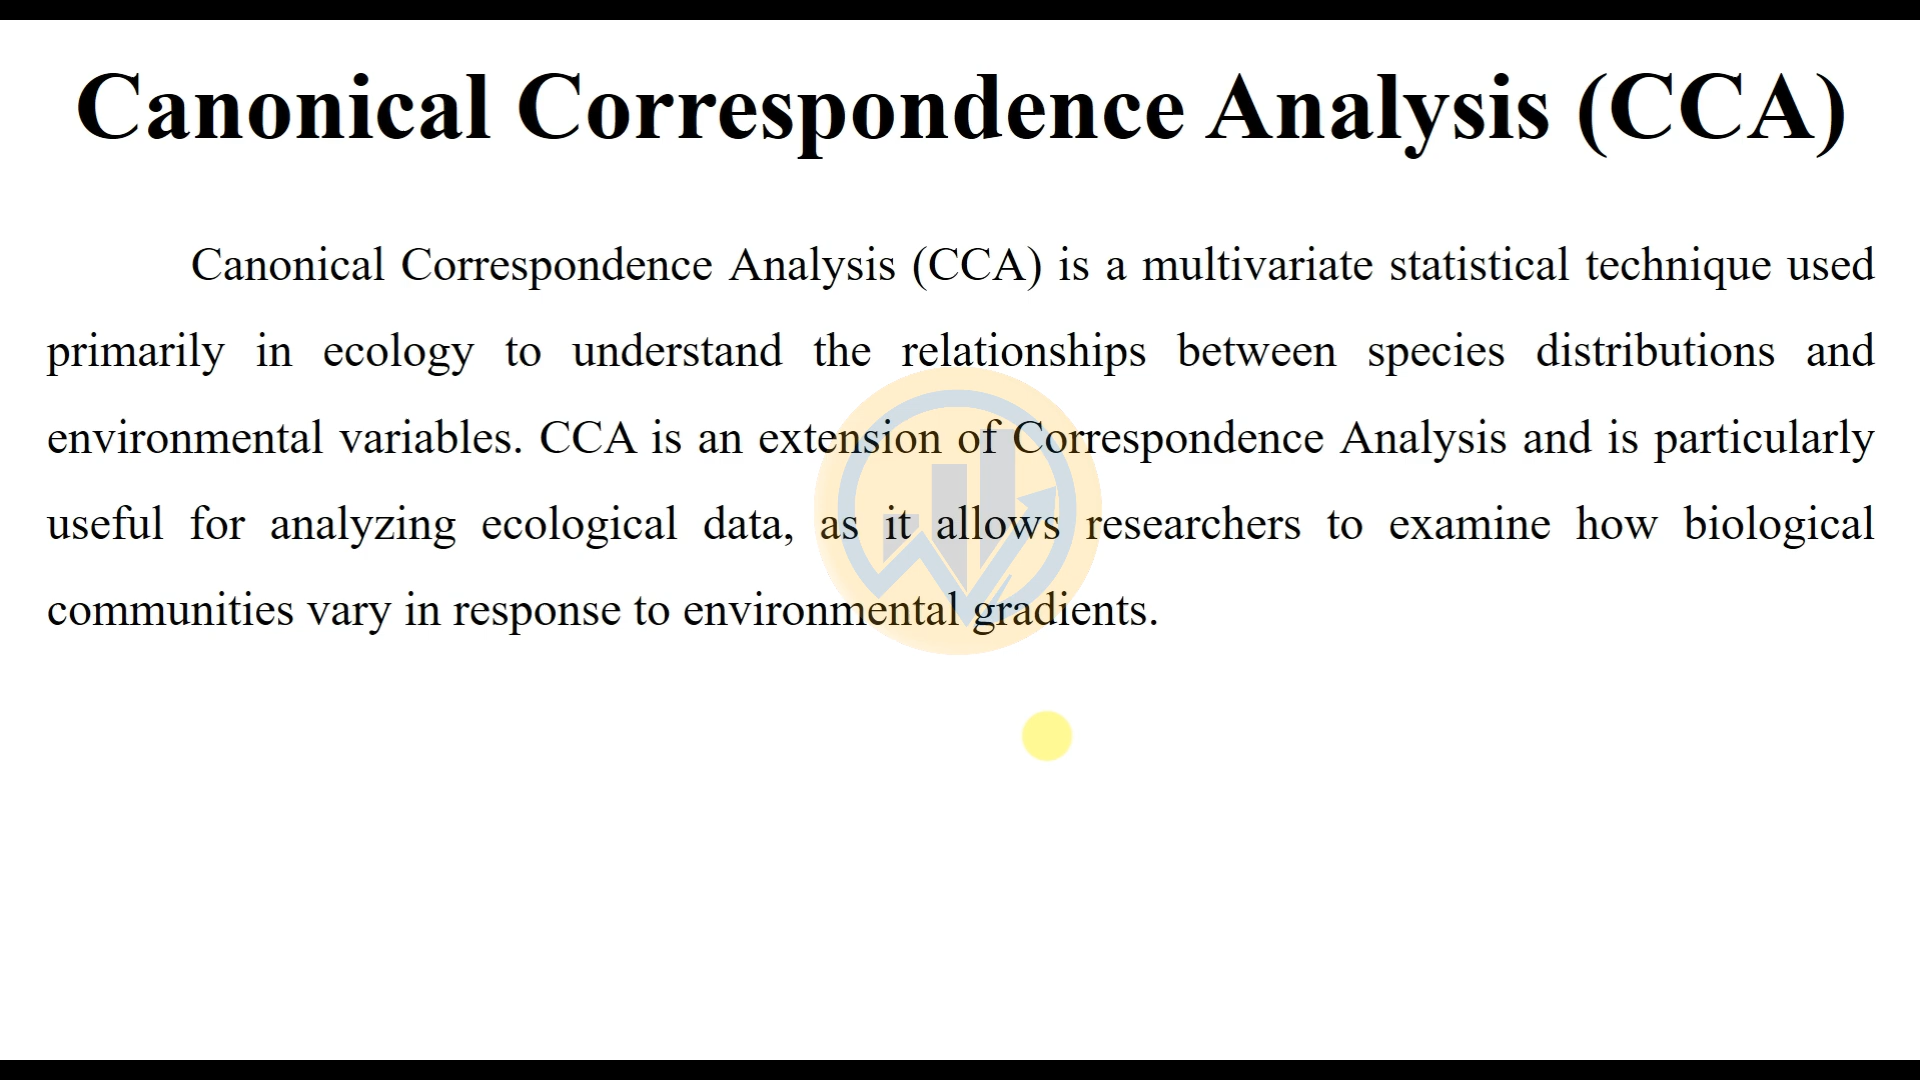 Canonical Correspondence Analysis (CCA)
Canonical Correspondence Analysis (CCA) is a multivariate statistical technique used
primarily in ecology to understand the relationships between species distributions and
environmental variables. CCA is an extension of Correspondence Analysis and is particularly
useful for analyzing ecological data, as it allows researchers to examine how biological
communities vary in response to environmental gradients.